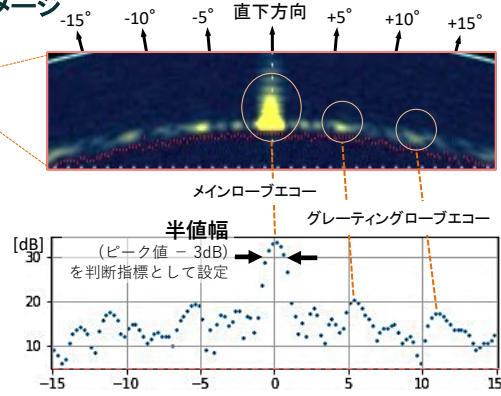 メージ
-15° -10° -5° 直下方向 +5° +10° +15°
メインローブエコー
グレーティングローブエコー
[dB]
半値幅
(ピーク値 − 3dB)
を判断指標として設定
30
20
10
-15 -10 -5 0 5 10 15